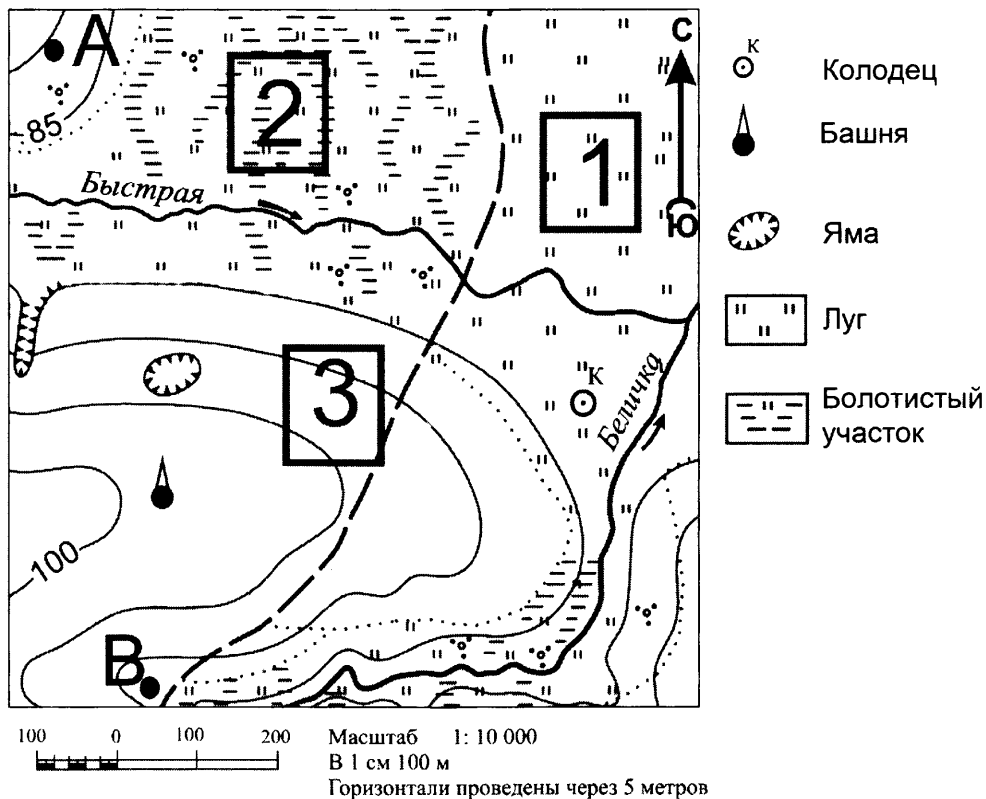 А
С
К
Колодец
2
1
Башня
85
Быстрая
Ю
Яма
Луг
3
К
Беличка
Болотистый
участок
100
В
100 0 100 200
Масштаб 1: 10 000
В 1 см 100 м
Горизонтали проведены через 5 метров